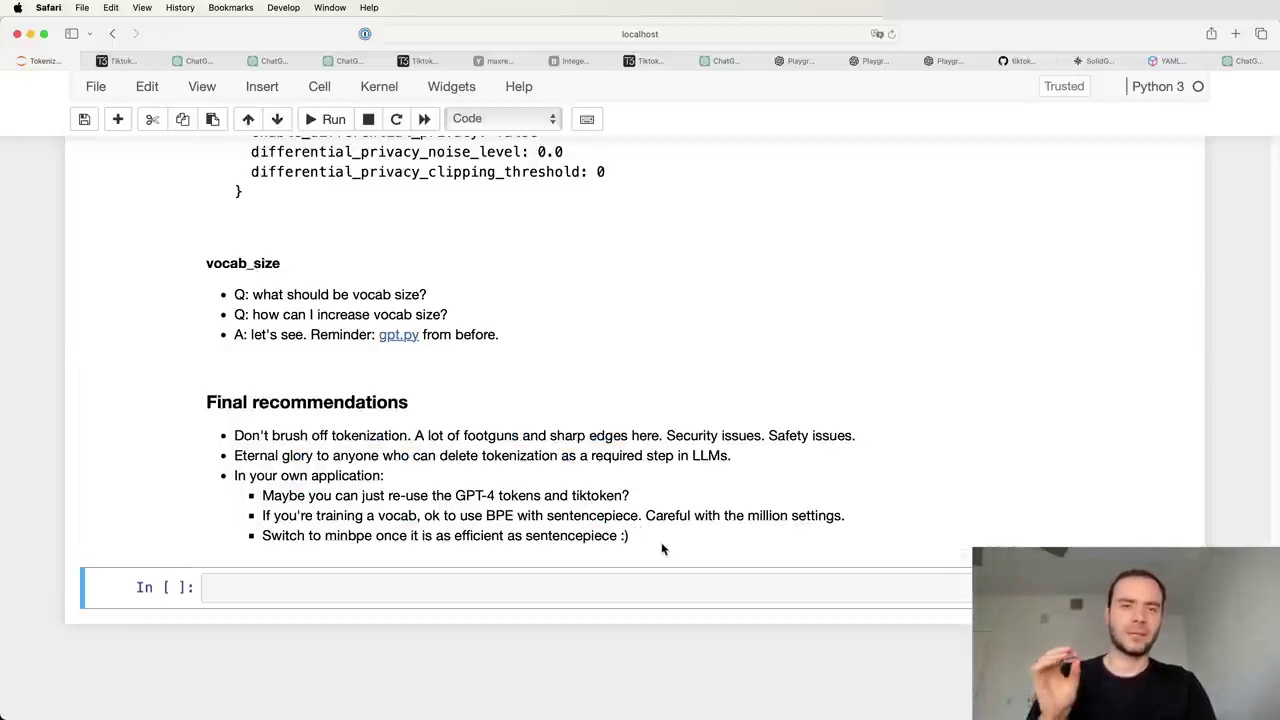 Safari File Edit View History Bookmarks Develop Window Help
localhost
Tokeniz... Tiktok... ChatG... ChatG... ChatG... Tiktok... maxre... Intege... Tiktok... ChatG... Playgr... Playgr... Playgr... tiktok... SolidG... YAML... ChatG...
File Edit View Insert Cell Kernel Widgets Help Trusted Python 3
Run Code
differential_privacy_noise_level: 0.0
differential_privacy_clipping_threshold: 0
}
vocab_size
• Q: what should be vocab size?
• Q: how can I increase vocab size?
• A: let's see. Reminder: gpt.py from before.
Final recommendations
• Don't brush off tokenization. A lot of footguns and sharp edges here. Security issues. Safety issues.
• Eternal glory to anyone who can delete tokenization as a required step in LLMs.
• In your own application:
▪ Maybe you can just re-use the GPT-4 tokens and tiktoken?
▪ If you're training a vocab, ok to use BPE with sentencepiece. Careful with the million settings.
▪ Switch to minbpe once it is as efficient as sentencepiece :)
In [ ]: